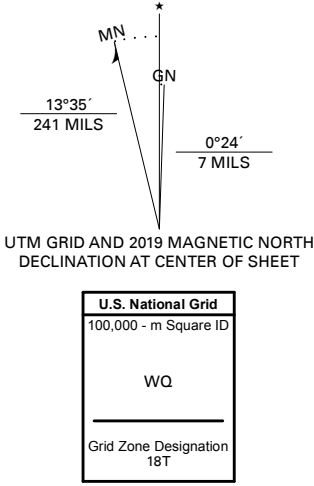 ★
MN
GN
13°35´
241 MILS
0°24´
7 MILS
UTM GRID AND 2019 MAGNETIC NORTH
DECLINATION AT CENTER OF SHEET
U.S. National Grid
100,000 - m Square ID
WQ
Grid Zone Designation
18T